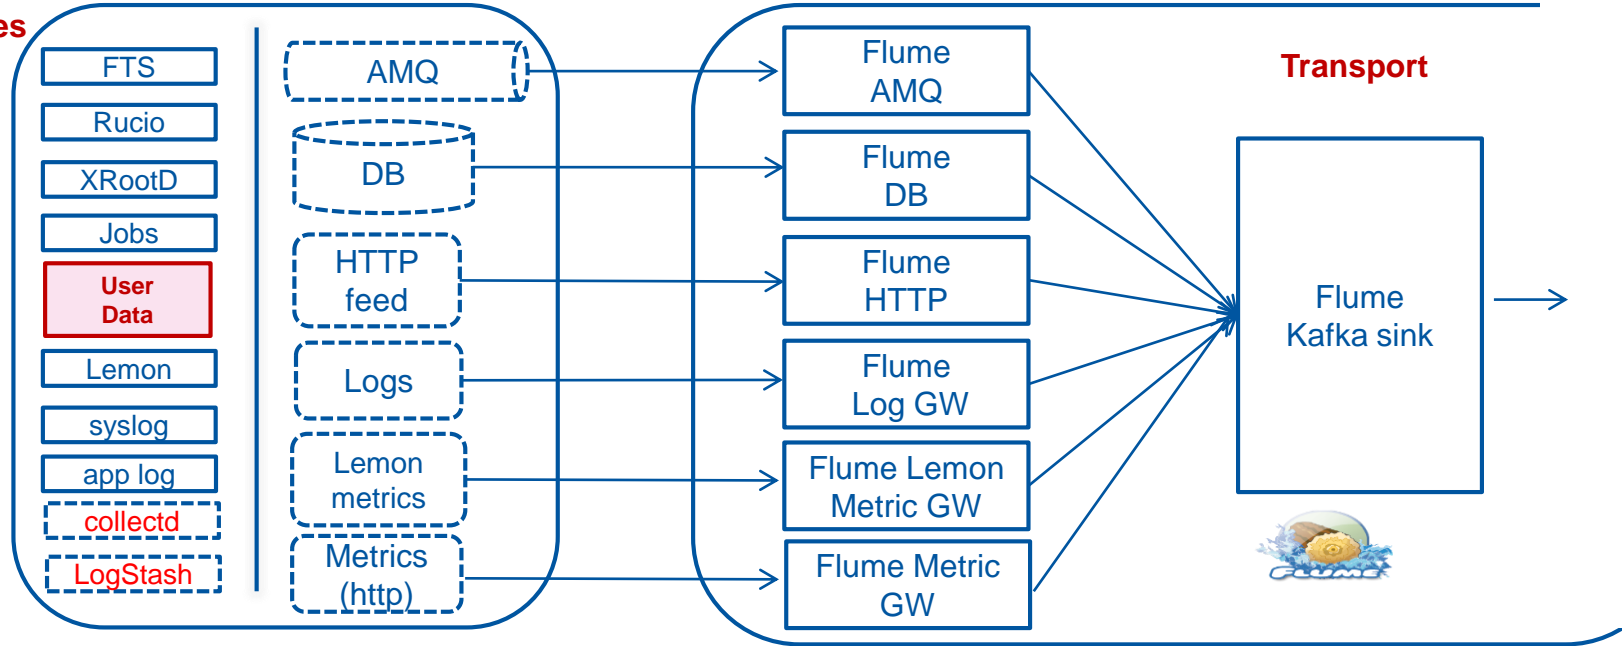 es
FTS
Rucio
XRootD
Jobs
User
Data
Lemon
syslog
app log
collectd
LogStash
AMQ
DB
HTTP
feed
Logs
Lemon
metrics
Metrics
(http)
Flume
AMQ
Flume
DB
Flume
HTTP
Flume
Log GW
Flume Lemon
Metric GW
Flume Metric
GW
Transport
Flume
Kafka sink
FLUME